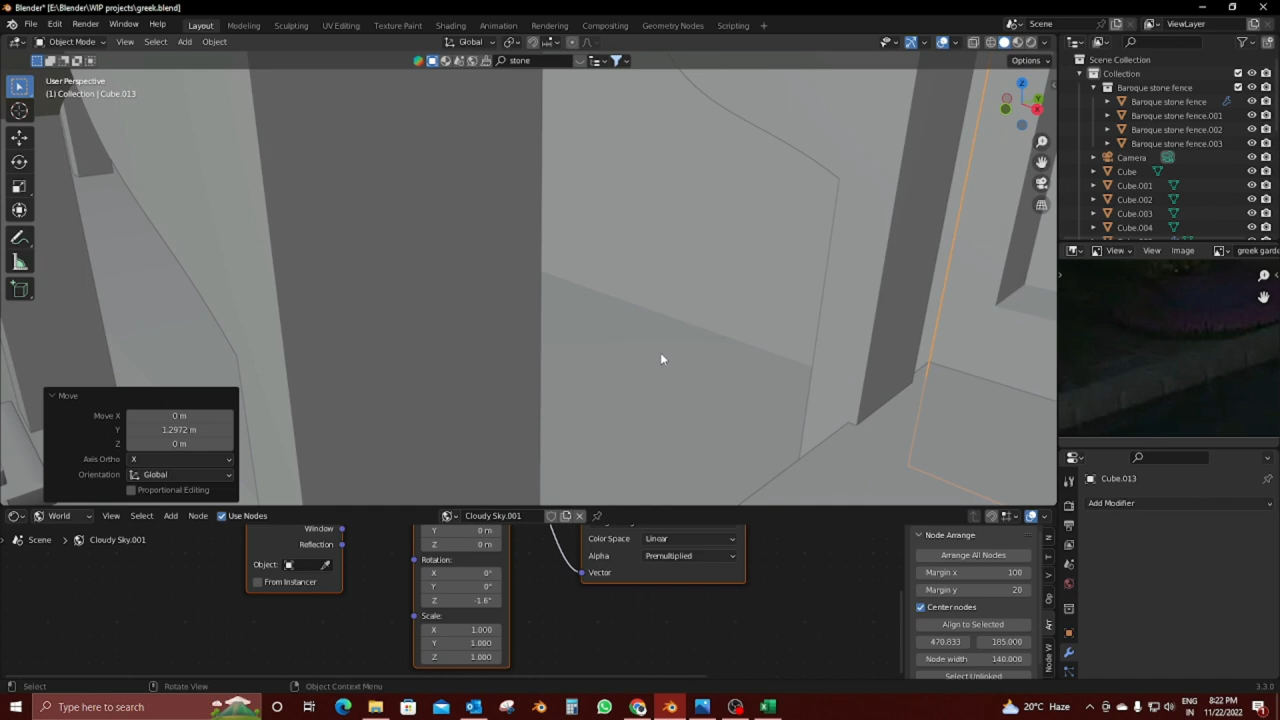 Blender* [E:\Blender\WIP projects\greek.blend]
File Edit Render Window Help Layout Modeling Sculpting UV Editing Texture Paint Shading Animation Rendering Compositing Geometry Nodes Scripting + Scene ViewLayer
Object Mode View Select Add Object Global
stone Options
User Perspective
(1) Collection | Cube.013
Z
Y
X
Scene Collection
Collection
Baroque stone fence
Baroque stone fence
Baroque stone fence.001
Baroque stone fence.002
Baroque stone fence.003
Camera
Cube
Cube.001
Cube.002
Cube.003
Cube.004
View View Image greek garde
Move
Move X 0 m
Y 1.2972 m
Z 0 m
Axis Ortho X
Orientation Global
Proportional Editing
Cube.013
Add Modifier
World View Select Add Node Use Nodes Cloudy Sky.001
Scene > Cloudy Sky.001
Window
Reflection
Object:
From Instancer
Y 0 m
Z 0 m
Rotation:
X 0°
Y 0°
Z -1.6°
Scale:
X 1.000
Y 1.000
Z 1.000
Color Space Linear
Alpha Premultiplied
Vector
Node Arrange
Arrange All Nodes
Margin x 100
Margin y 20
Center nodes
Align to Selected
470.833 185.000
Node width 140.000
Select Unlinked
N
T
V
Op
Arr
Node W
Select Rotate View Object Context Menu 3.3.0
Type here to search
20°C Haze
ENG
IN
8:22 PM
11/22/2022